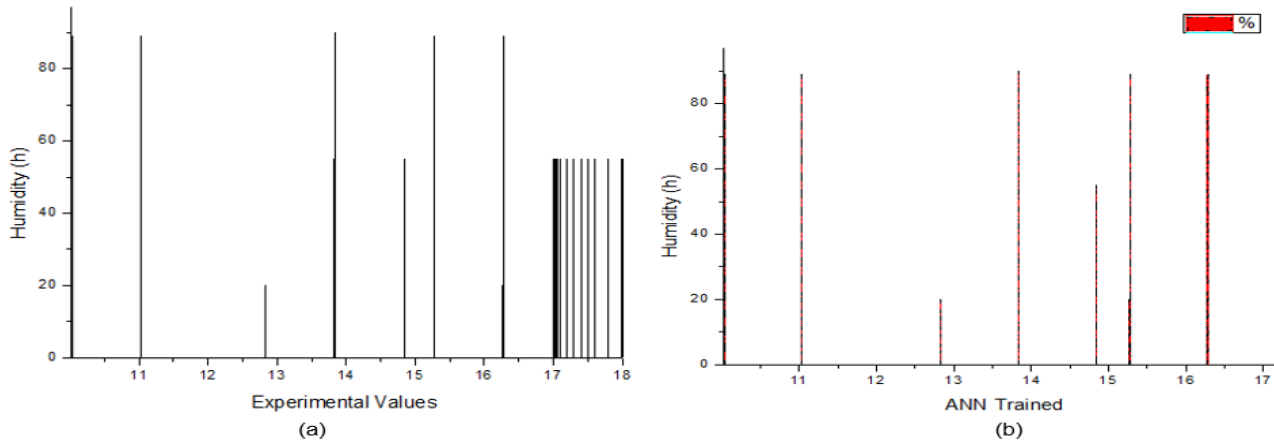 Humidity (h)
80
60
40
20
0
11 12 13 14 15 16 17 18
Experimental Values
(a)
%
Humidity (h)
80
60
40
20
0
11 12 13 14 15 16 17
ANN Trained
(b)